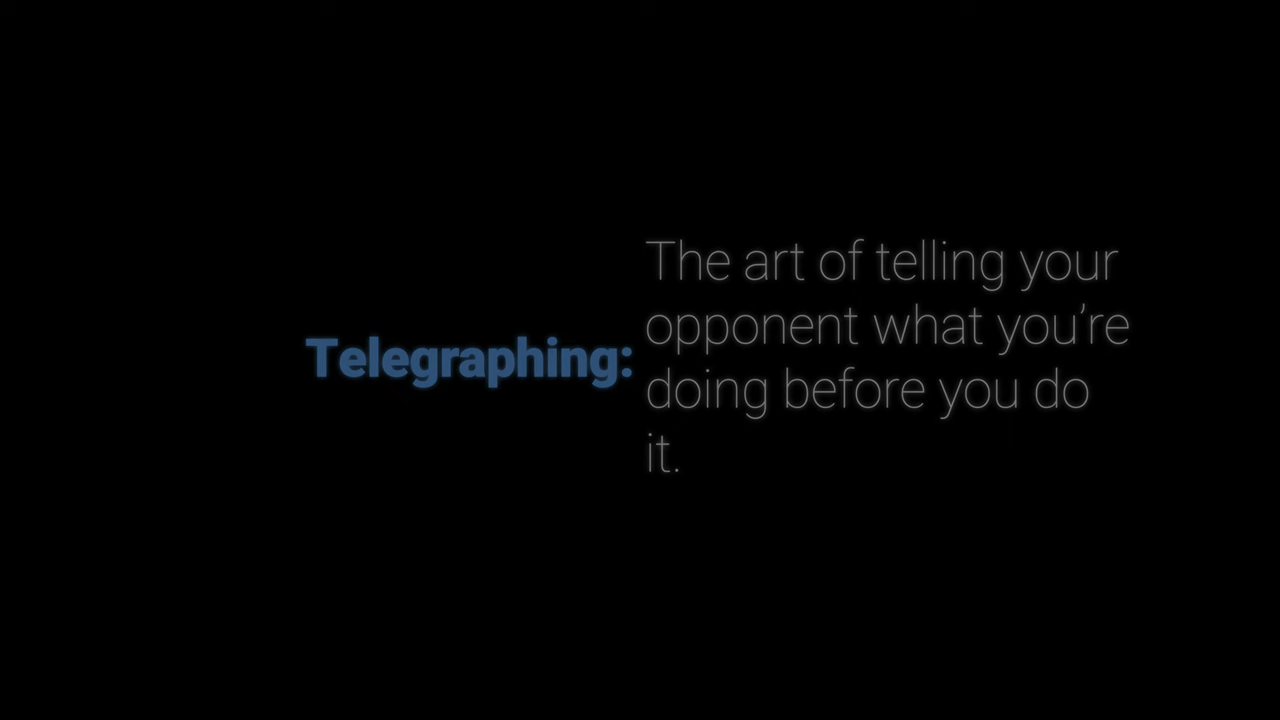 Telegraphing:
The art of telling your
opponent what you’re
doing before you do
it.